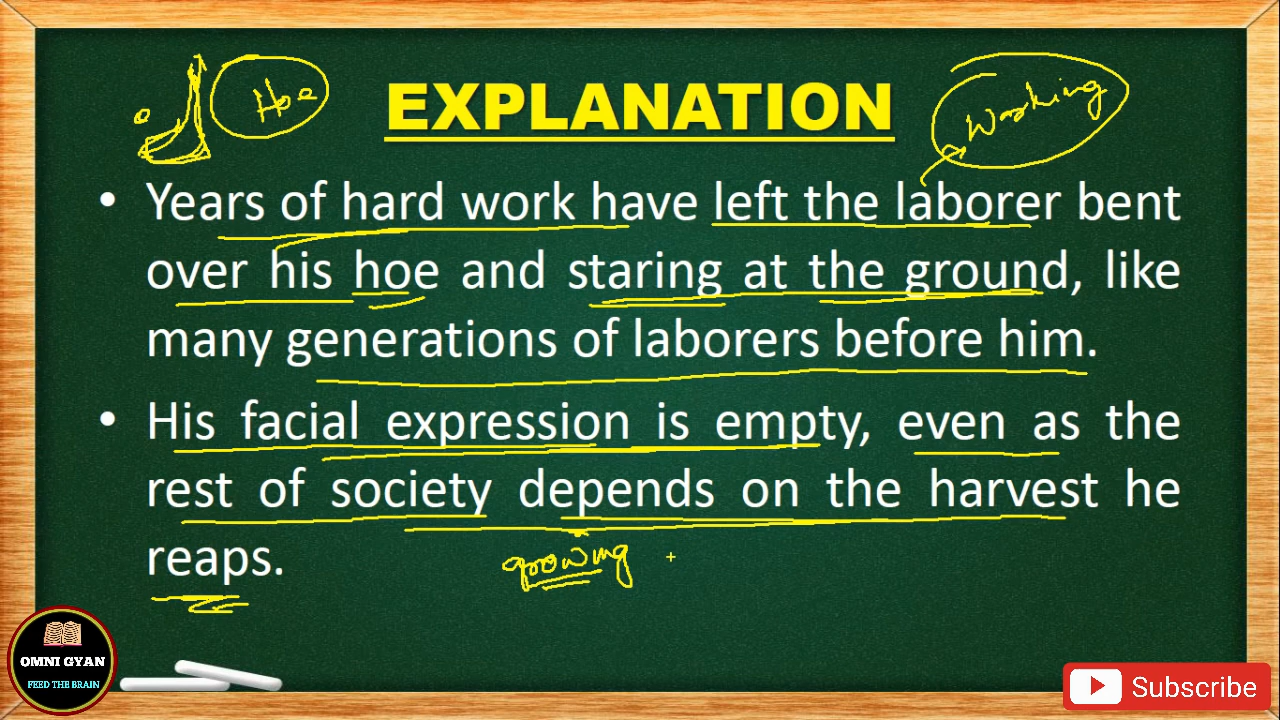 Hoe
EXPLANATION
Working
• Years of hard work have left the laborer bent
over his hoe and staring at the ground, like
many generations of laborers before him.
• His facial expression is empty, even as the
rest of society depends on the harvest he
reaps.
growing
OMNI GYAN
FEED THE BRAIN
Subscribe